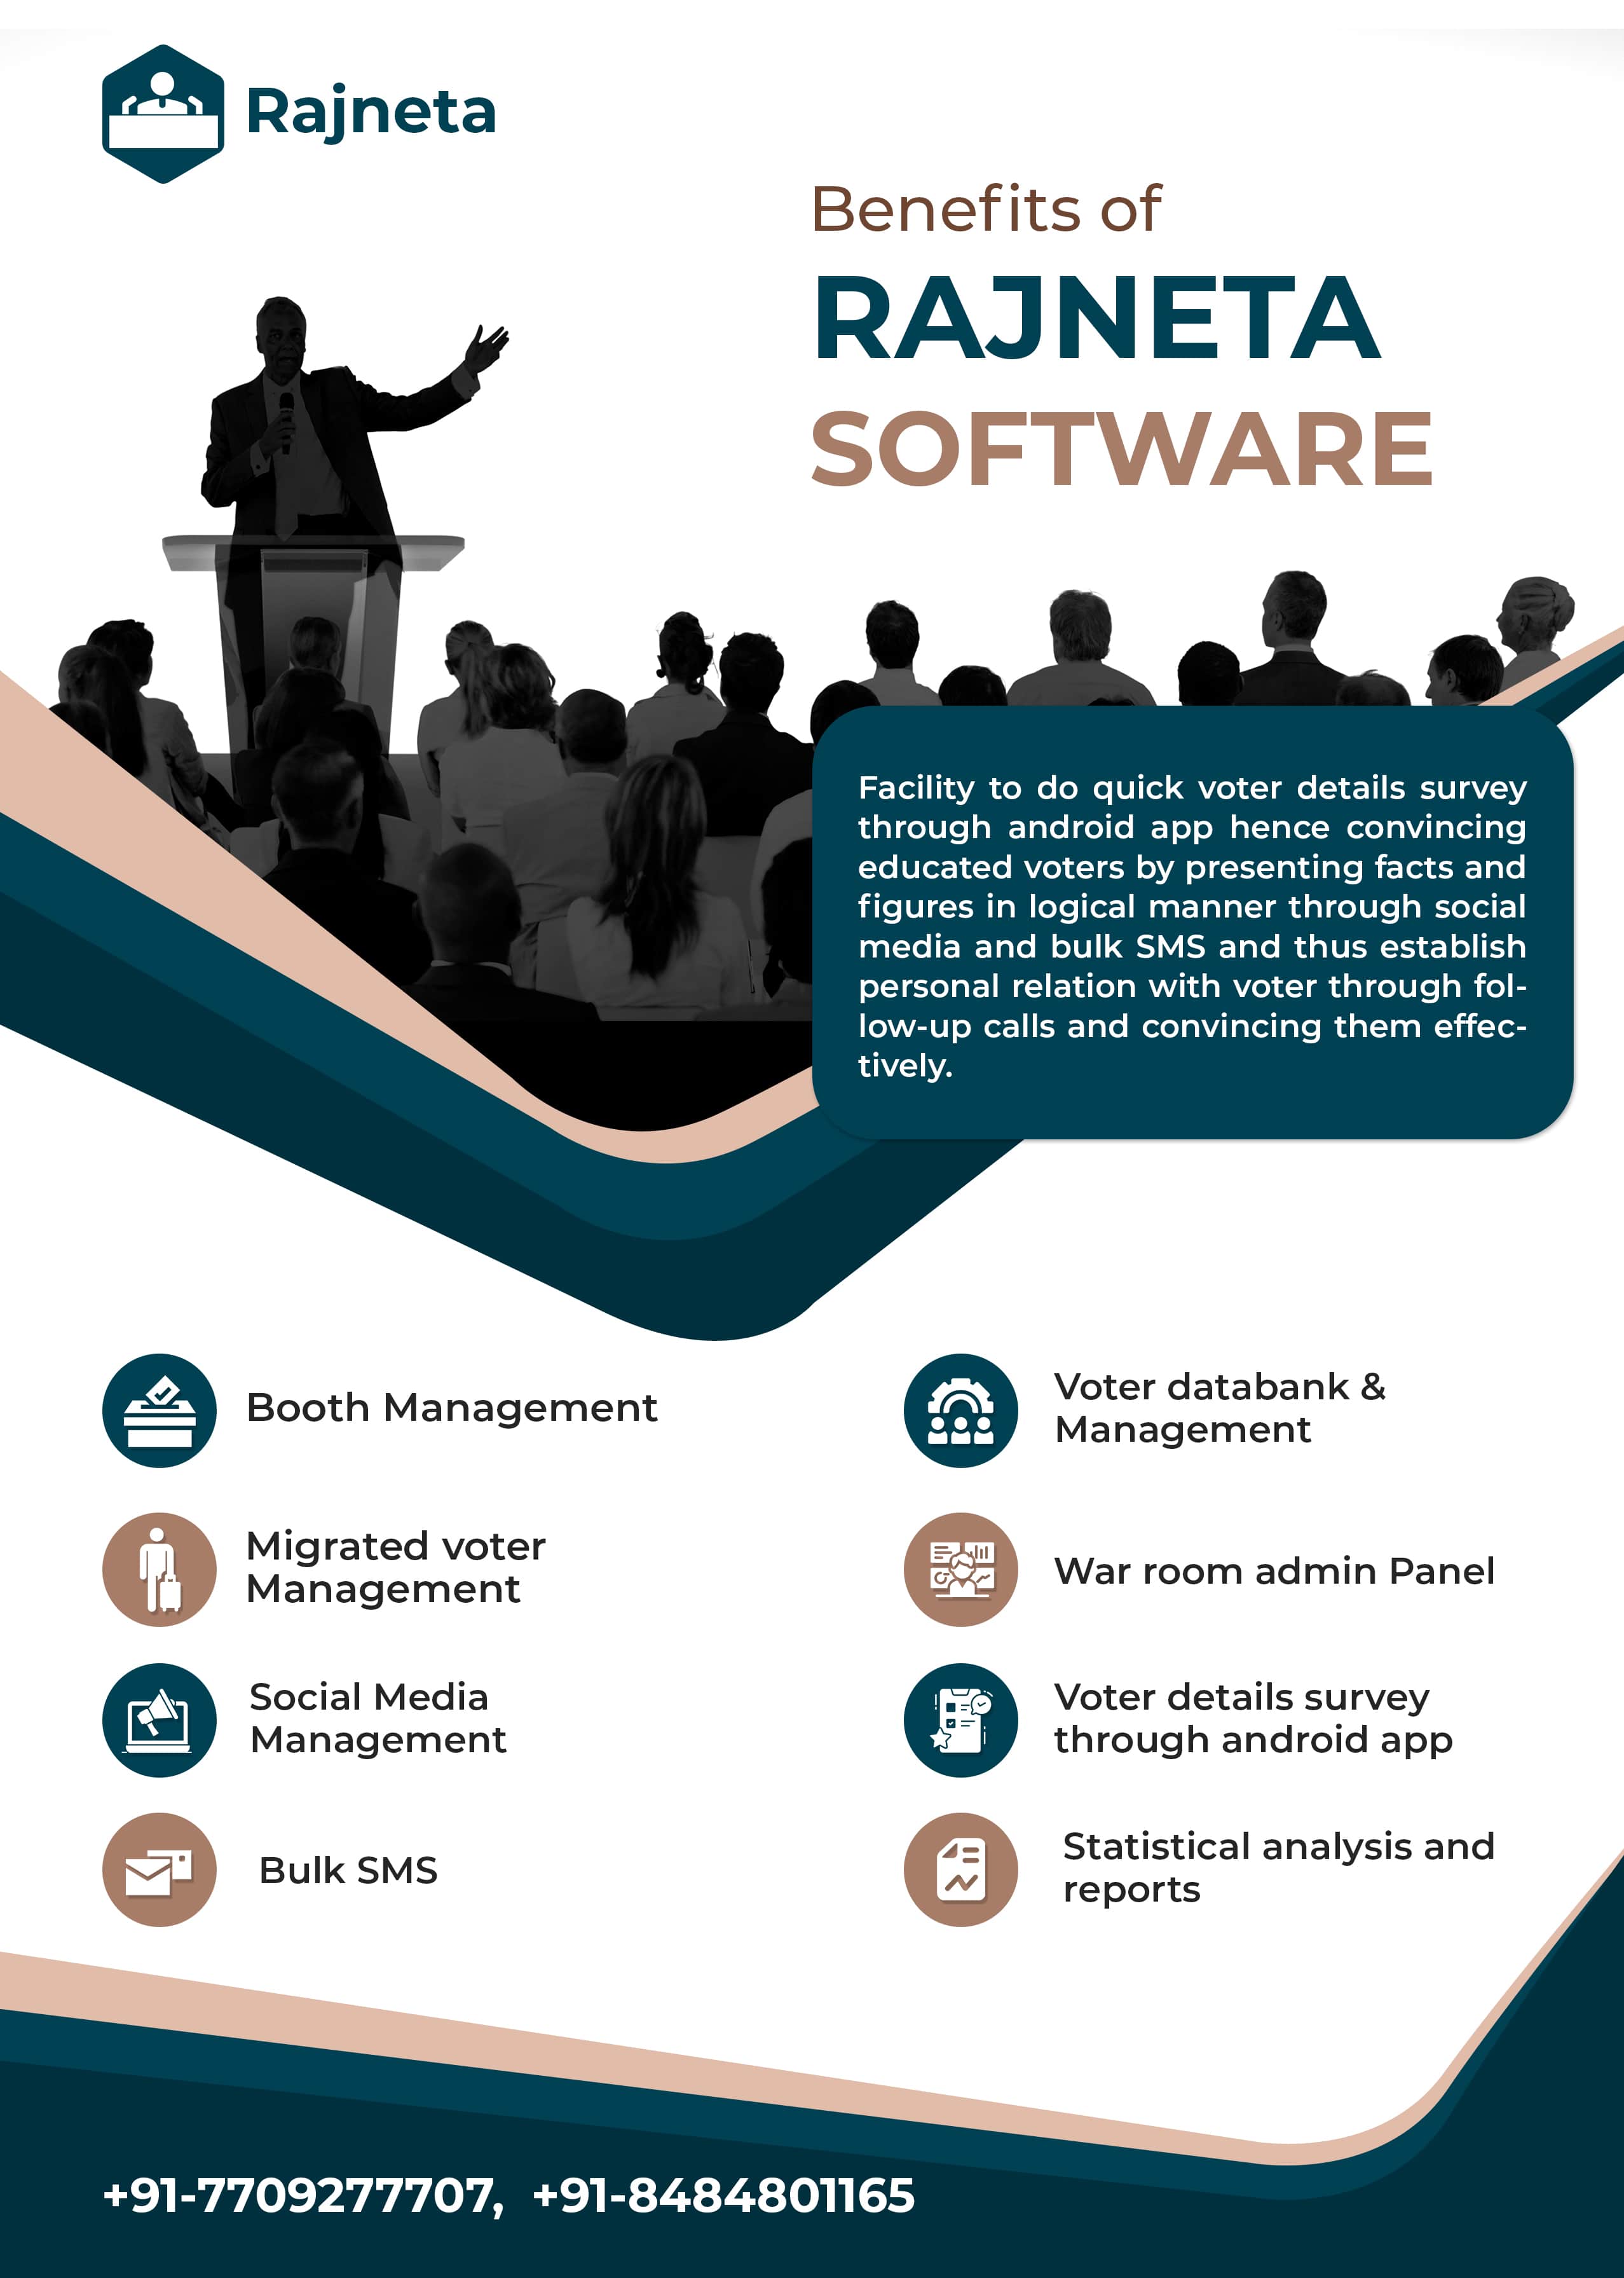 Rajneta
Benefits of
RAJNETA
SOFTWARE
Facility to do quick voter details survey
through android app hence convincing
educated voters by presenting facts and
figures in logical manner through social
media and bulk SMS and thus establish
personal relation with voter through fol-
low-up calls and convincing them effec-
tively.
Booth Management
Voter databank &
Management
Migrated voter
Management
War room admin Panel
Social Media
Management
Voter details survey
through android app
Bulk SMS
Statistical analysis and
reports
+91-7709277707, +91-8484801165